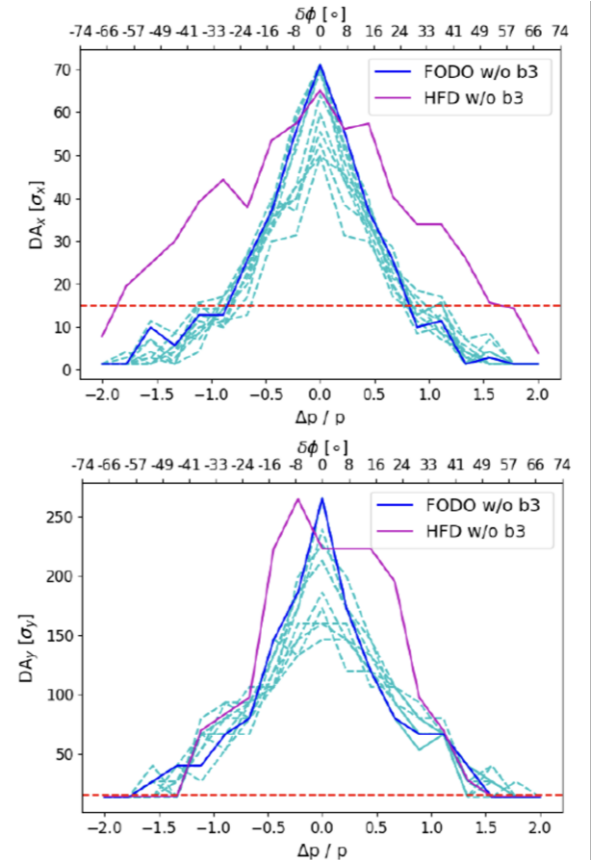 δϕ [∘]
-74 -66 -57 -49 -41 -33 -24 -16 -8 0 8 16 24 33 41 49 57 66 74
FODO w/o b3
HFD w/o b3
70
60
50
40
30
20
10
0
DAx [σx]
−2.0 −1.5 −1.0 −0.5 0.0 0.5 1.0 1.5 2.0
Δp / p
δϕ [∘]
-74 -66 -57 -49 -41 -33 -24 -16 -8 0 8 16 24 33 41 49 57 66 74
FODO w/o b3
HFD w/o b3
250
200
150
100
50
DAy [σy]
−2.0 −1.5 −1.0 −0.5 0.0 0.5 1.0 1.5 2.0
Δp / p